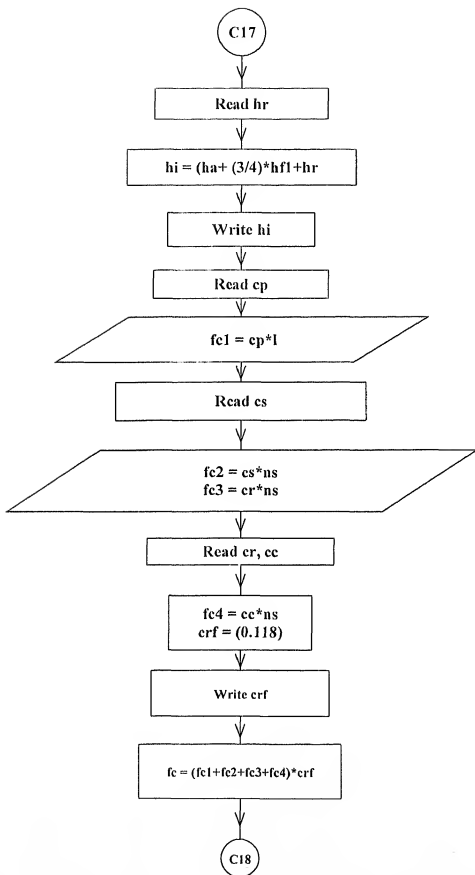 C17
Read hr
hi = (ha+ (3/4)*hf1+hr
Write hi
Read cp
fc1 = cp*l
Read cs
fc2 = cs*ns
fc3 = cr*ns
Read cr, cc
fc4 = cc*ns
crf = (0.118)
Write crf
fc = (fc1+fc2+fc3+fc4)*crf
C18